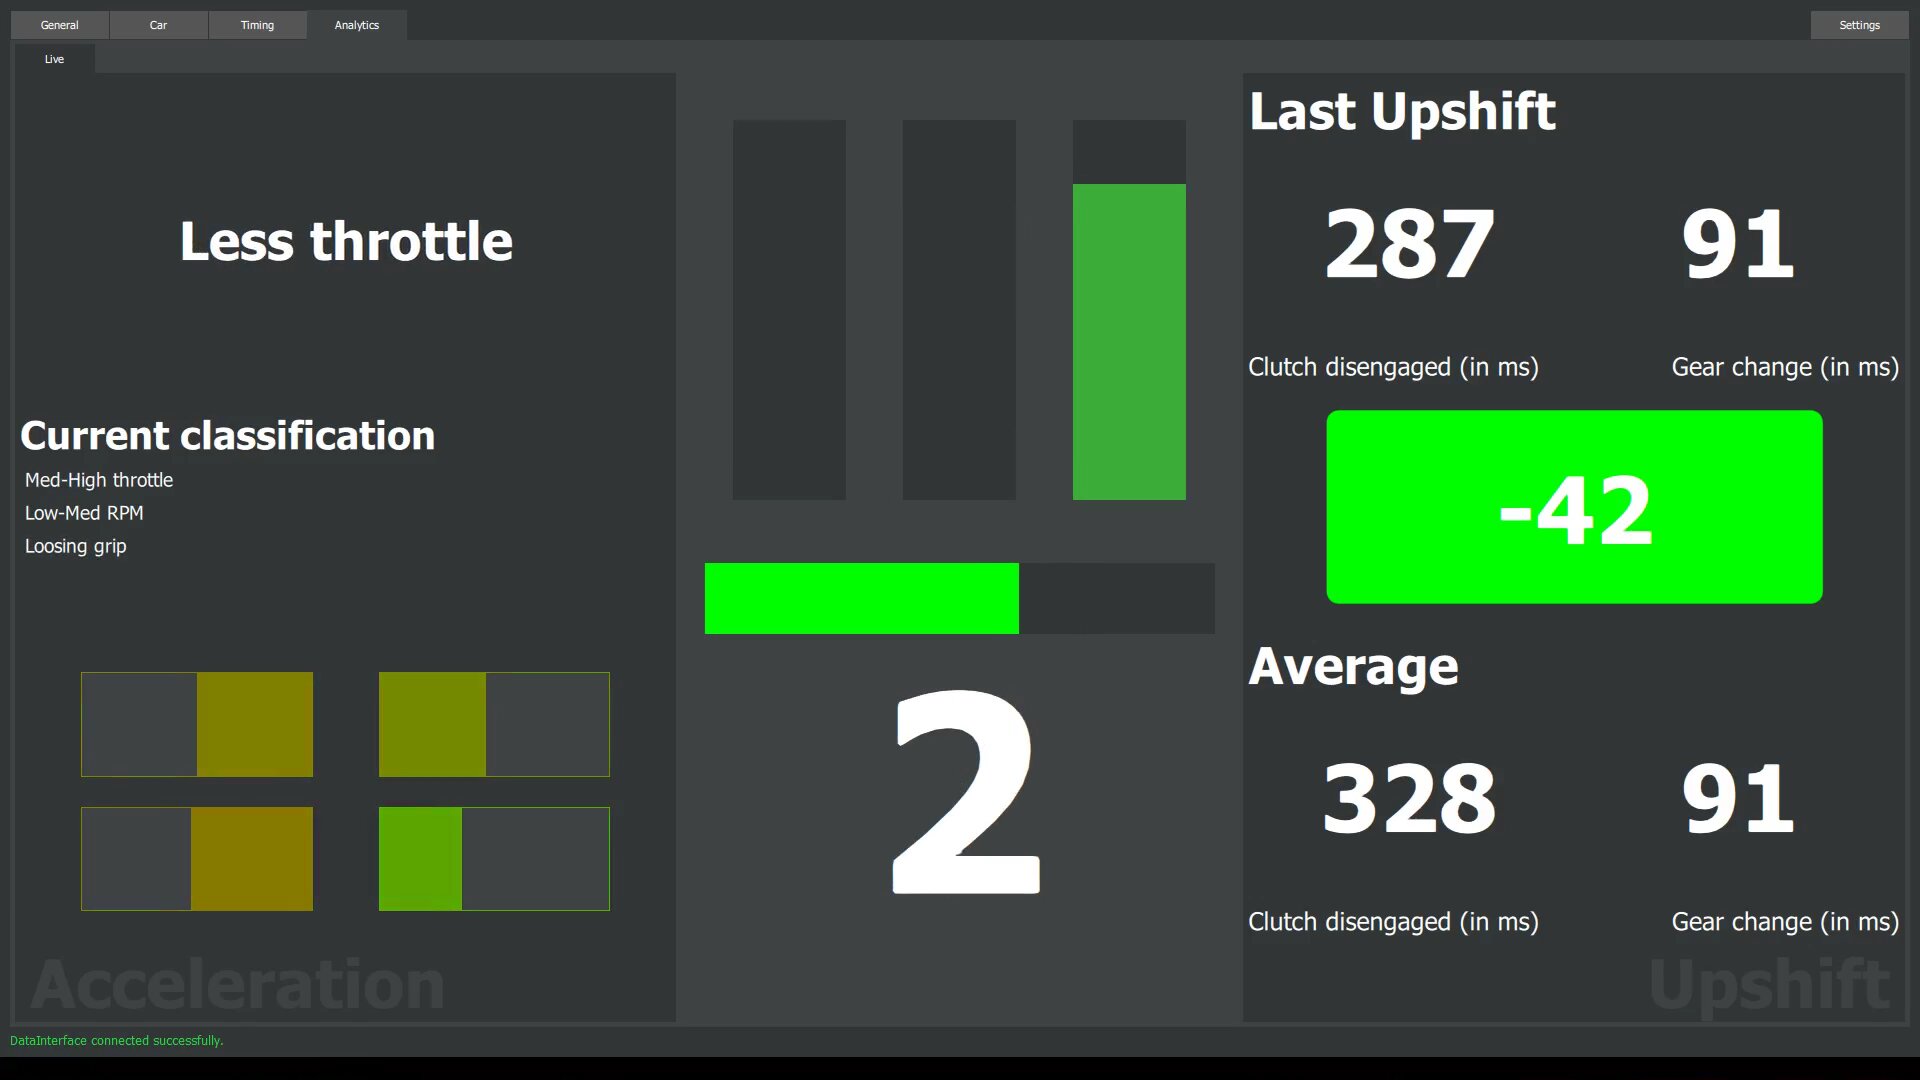 General Car Timing Analytics Settings
Live
Less throttle
Current classification
Med-High throttle
Low-Med RPM
Loosing grip
Acceleration
2
Last Upshift
287 91
Clutch disengaged (in ms) Gear change (in ms)
-42
Average
328 91
Clutch disengaged (in ms) Gear change (in ms)
Upshift
DataInterface connected successfully.